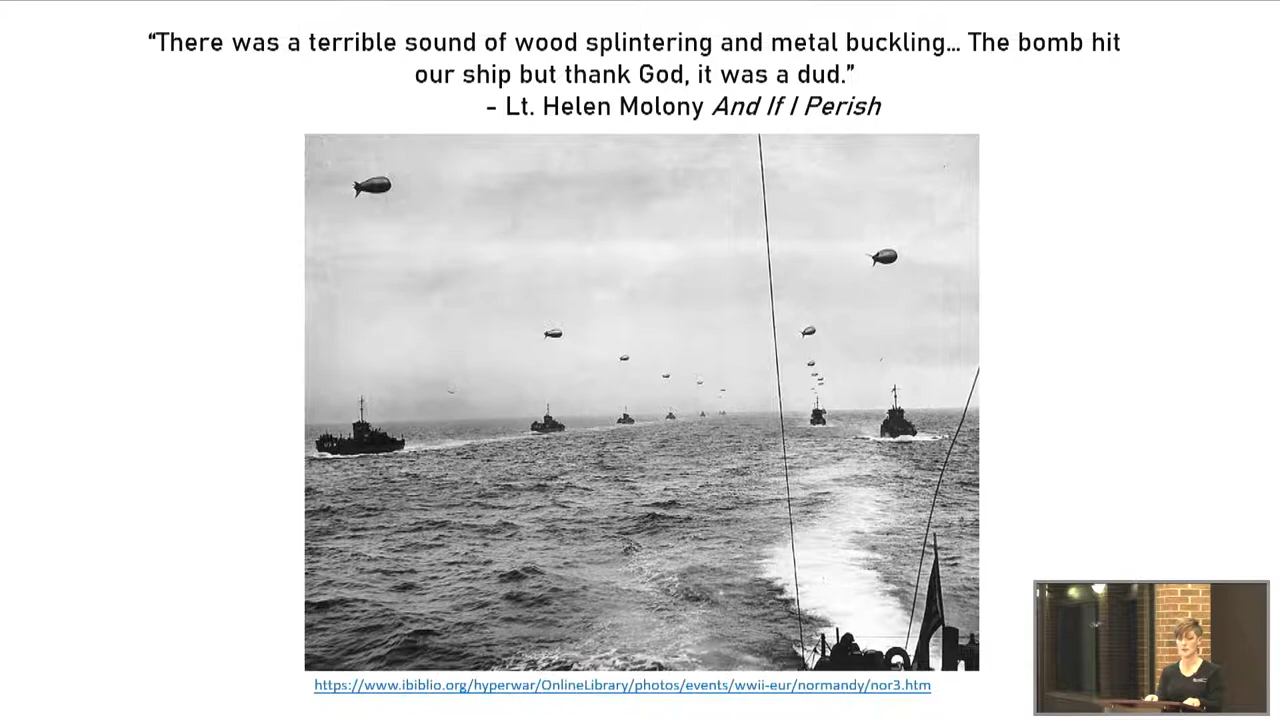 “There was a terrible sound of wood splintering and metal buckling... The bomb hit
our ship but thank God, it was a dud.”
- Lt. Helen Molony And If I Perish
https://www.ibiblio.org/hyperwar/OnlineLibrary/photos/events/wwii-eur/normandy/nor3.htm